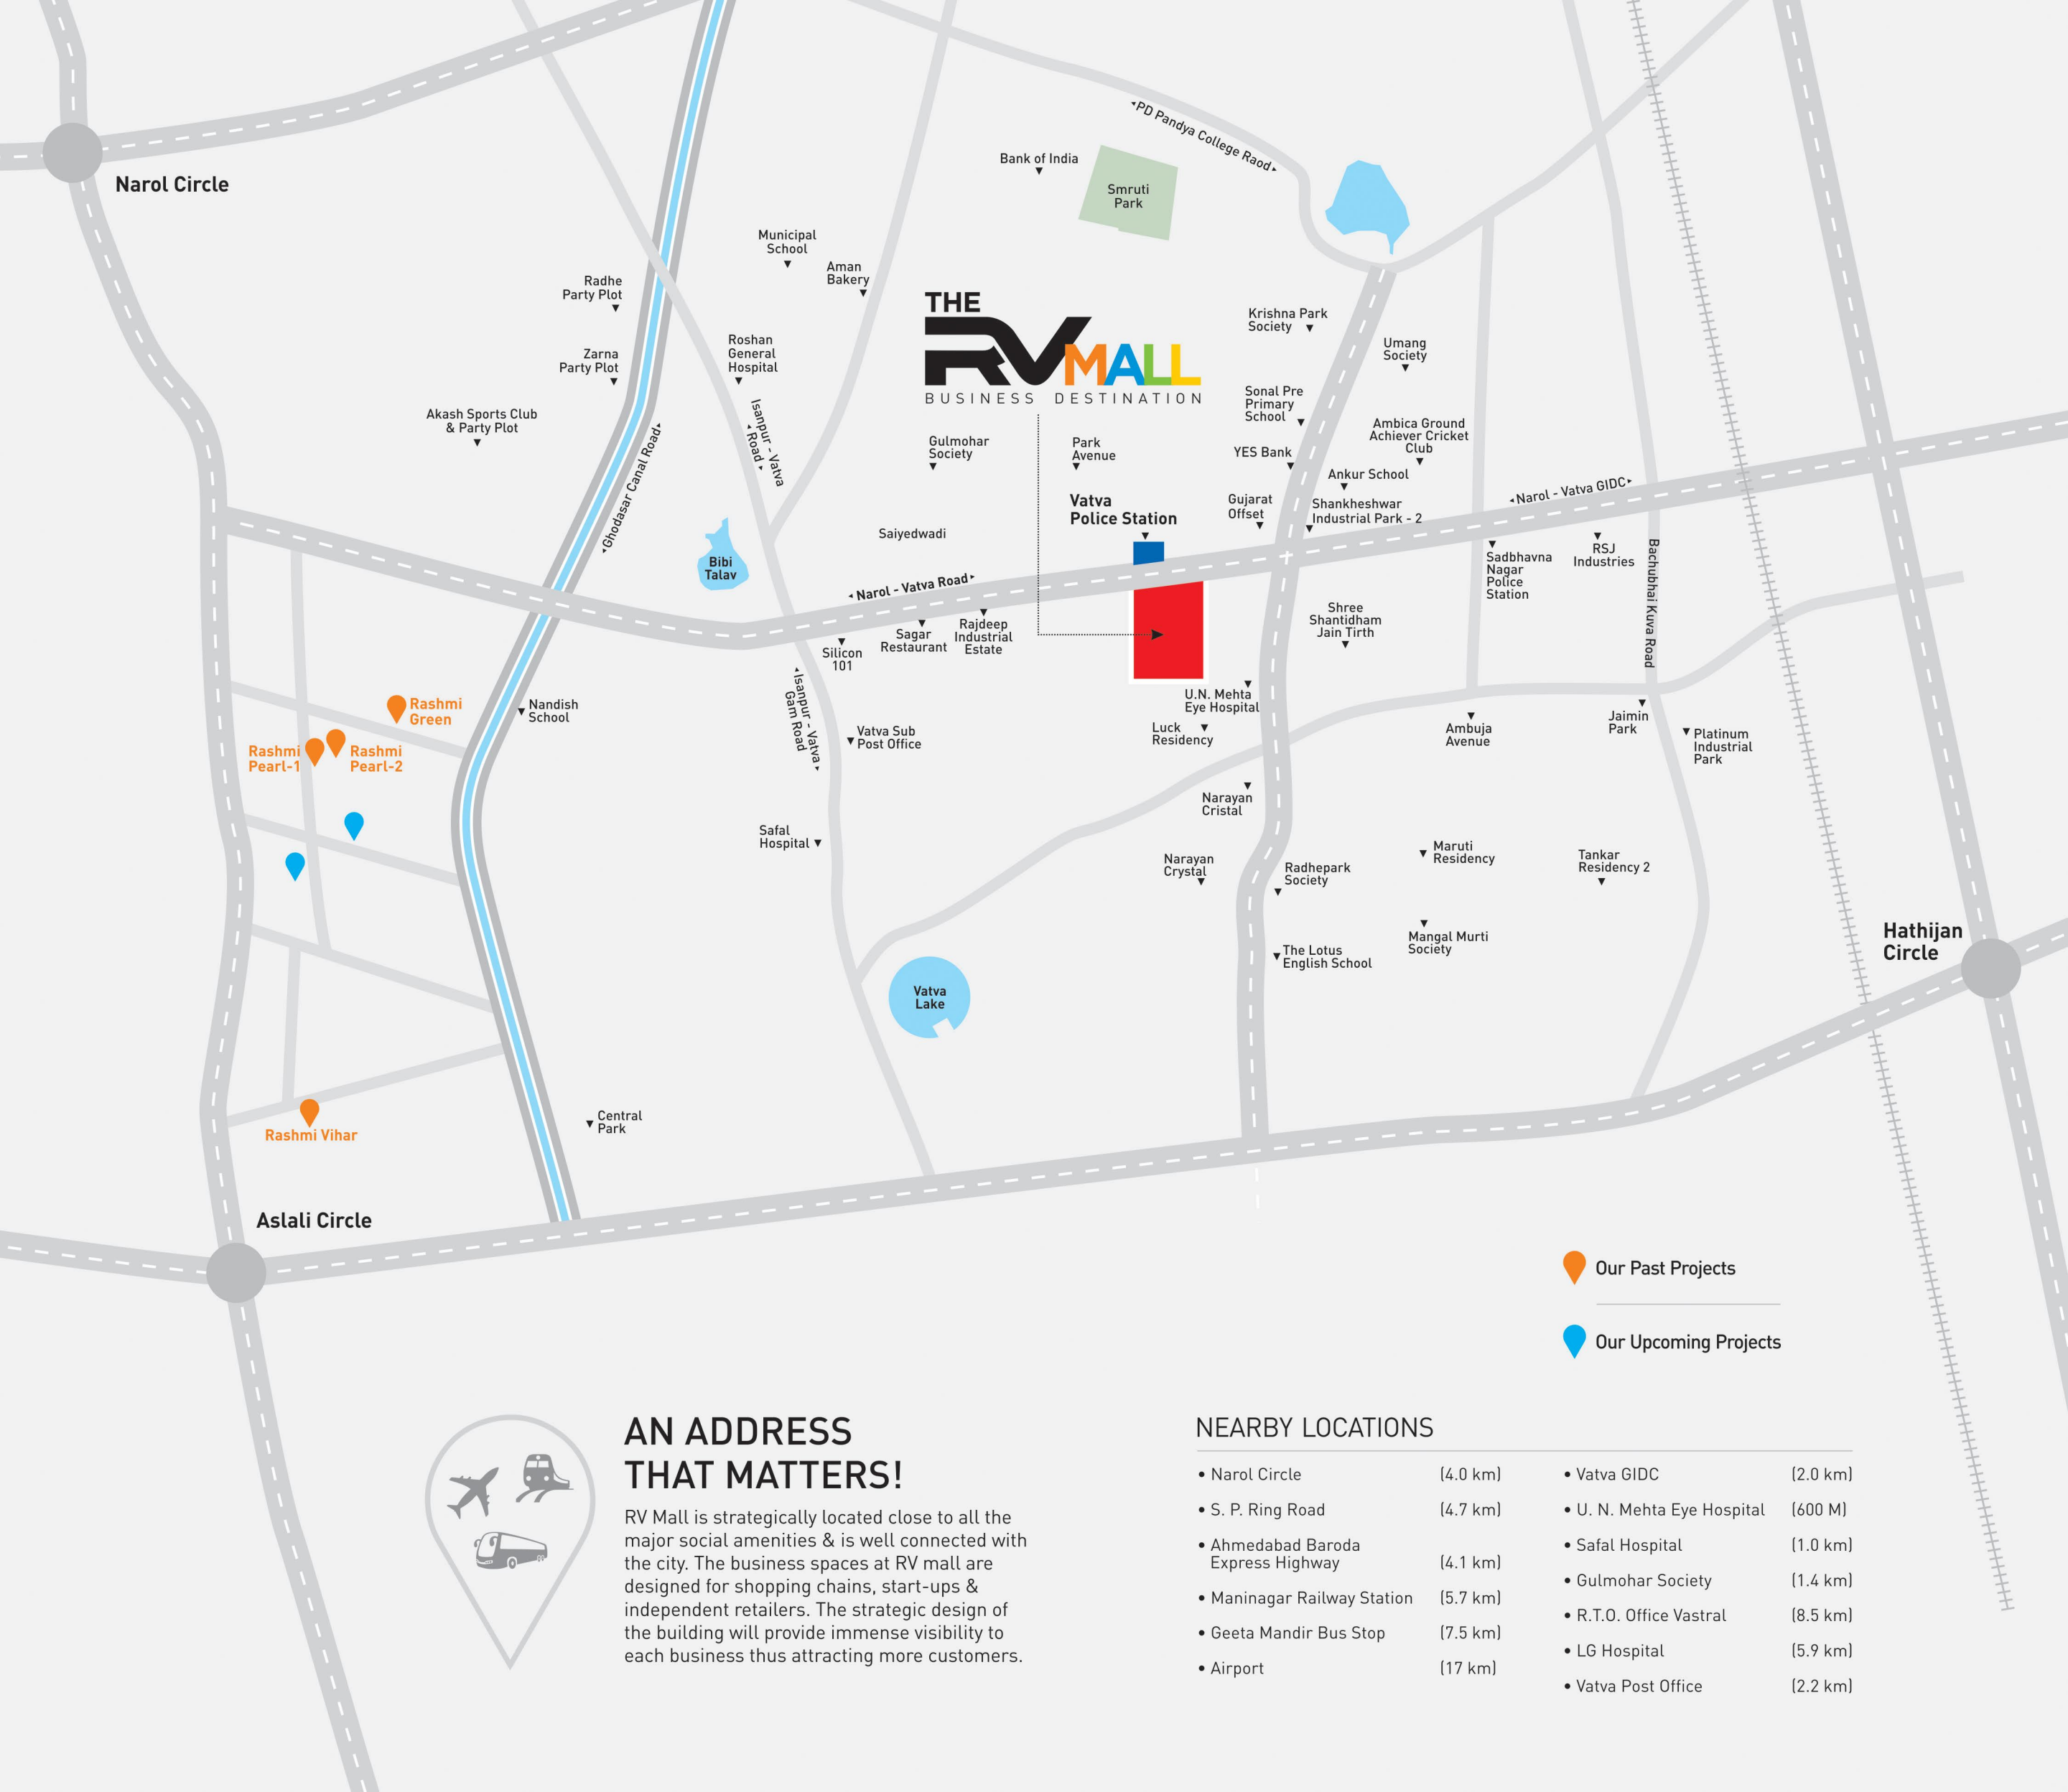 PD Pandya College Raod
Bank of India
Smruti
Park
Narol Circle
Municipal
School
Aman
Bakery
Radhe
Party Plot
THE
RV MALL
BUSINESS DESTINATION
Krishna Park
Society
Umang
Society
Roshan
General
Hospital
Zarna
Party Plot
Akash Sports Club
& Party Plot
Isanpur - Vatva
Road
Ghodasar Canal Road
Gulmohar
Society
Park
Avenue
Sonal Pre
Primary
School
YES Bank
Ambica Ground
Achiever Cricket
Club
Ankur School
Vatva
Police Station
Gujarat
Offset
Shankheshwar
Industrial Park - 2
Narol - Vatva GIDC
Saiyedwadi
Bibi
Talav
Narol - Vatva Road
Sadbhavna
Nagar
Police
Station
RSJ
Industries
Bachubhai Kuva Road
Silicon
101
Sagar
Restaurant
Rajdeep
Industrial
Estate
Shree
Shantidham
Jain Tirth
Isanpur - Vatva
Gam Road
Rashmi
Green
Nandish
School
Rashmi
Pearl-1
Rashmi
Pearl-2
Vatva Sub
Post Office
U.N. Mehta
Eye Hospital
Luck
Residency
Ambuja
Avenue
Jaimin
Park
Platinum
Industrial
Park
Narayan
Cristal
Safal
Hospital
Narayan
Crystal
Radhepark
Society
Maruti
Residency
Tankar
Residency 2
The Lotus
English School
Mangal Murti
Society
Hathijan
Circle
Vatva
Lake
Rashmi Vihar
Central
Park
Aslali Circle
Our Past Projects
Our Upcoming Projects
AN ADDRESS
THAT MATTERS!
RV Mall is strategically located close to all the
major social amenities & is well connected with
the city. The business spaces at RV mall are
designed for shopping chains, start-ups &
independent retailers. The strategic design of
the building will provide immense visibility to
each business thus attracting more customers.
NEARBY LOCATIONS
• Narol Circle (4.0 km)
• S. P. Ring Road (4.7 km)
• Ahmedabad Baroda
Express Highway (4.1 km)
• Maninagar Railway Station (5.7 km)
• Geeta Mandir Bus Stop (7.5 km)
• Airport (17 km)
• Vatva GIDC (2.0 km)
• U. N. Mehta Eye Hospital (600 M)
• Safal Hospital (1.0 km)
• Gulmohar Society (1.4 km)
• R.T.O. Office Vastral (8.5 km)
• LG Hospital (5.9 km)
• Vatva Post Office (2.2 km)